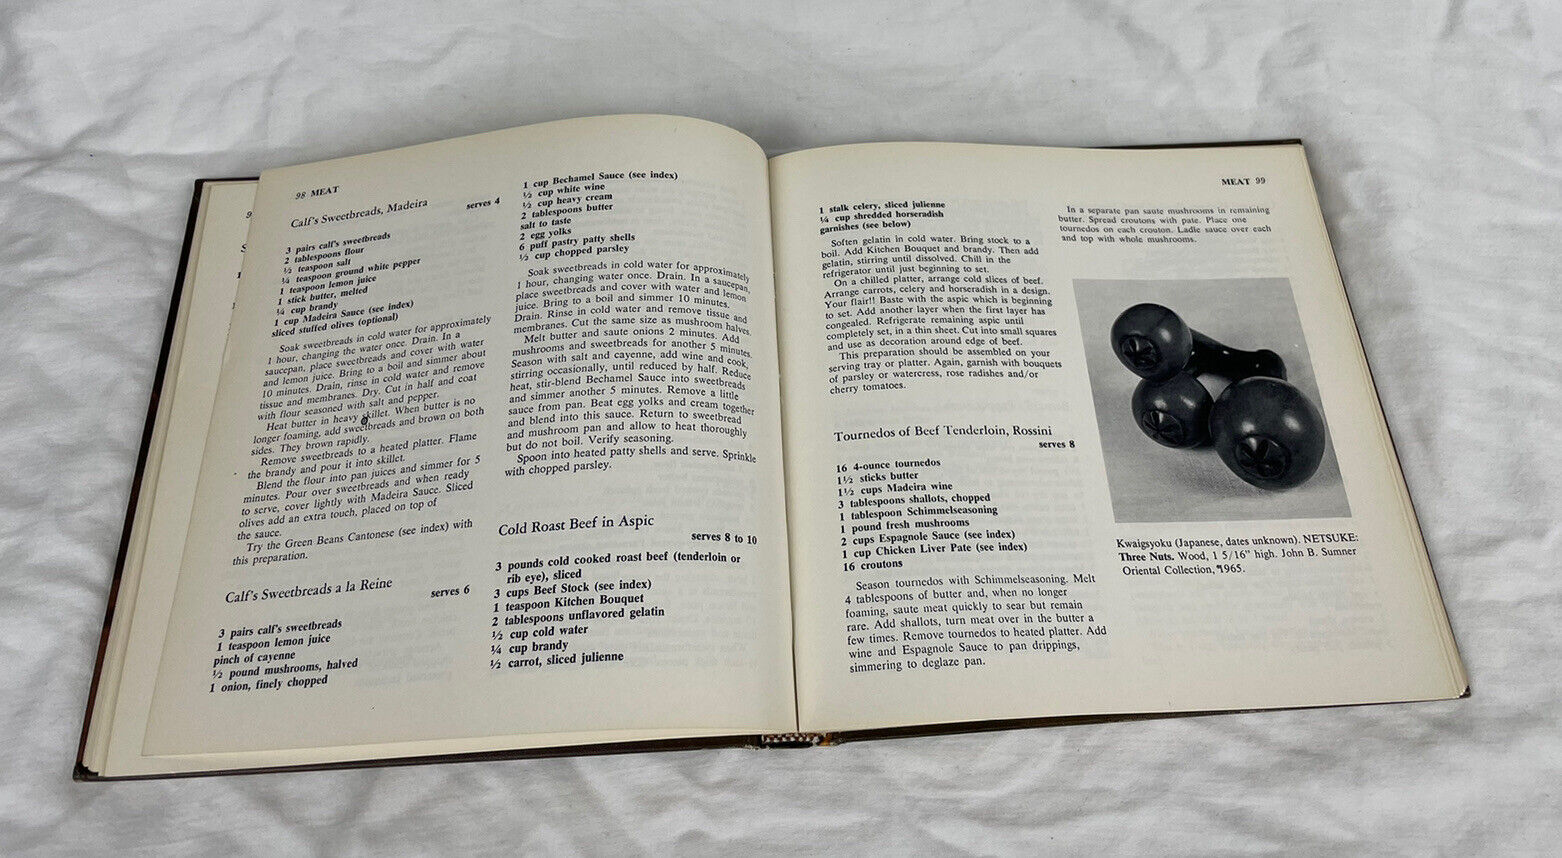 98 MEAT
Calf's Sweetbreads, Madeira
serves 4
3 pairs calf's sweetbreads
2 tablespoons flour
½ teaspoon salt
¼ teaspoon ground white pepper
1 teaspoon lemon juice
1 stick butter, melted
¼ cup brandy
1 cup Madeira Sauce (see index)
sliced stuffed olives (optional)
Soak sweetbreads in cold water for approximately
1 hour, changing the water once. Drain. In a
saucepan, place sweetbreads and cover with water
and lemon juice. Bring to a boil and simmer about
10 minutes. Drain, rinse in cold water and remove
tissue and membranes. Dry. Cut in half and coat
with flour seasoned with salt and pepper.
Heat butter in heavy skillet. When butter is no
longer foaming, add sweetbreads and brown on both
sides. They brown rapidly.
Remove sweetbreads to a heated platter. Flame
the brandy and pour it into skillet.
Blend the flour into pan juices and simmer for 5
minutes. Pour over sweetbreads and when ready
to serve, cover lightly with Madeira Sauce. Sliced
olives add an extra touch, placed on top of
the sauce.
Try the Green Beans Cantonese (see index) with
this preparation.
Calf's Sweetbreads a la Reine
serves 6
3 pairs calf's sweetbreads
1 teaspoon lemon juice
pinch of cayenne
½ pound mushrooms, halved
1 onion, finely chopped
1 cup Bechamel Sauce (see index)
½ cup white wine
½ cup heavy cream
2 tablespoons butter
salt to taste
2 egg yolks
6 puff pastry patty shells
½ cup chopped parsley
Soak sweetbreads in cold water for approximately
1 hour, changing water once. Drain. In a saucepan,
place sweetbreads and cover with water and lemon
juice. Bring to a boil and simmer 10 minutes.
Drain. Rinse in cold water and remove tissue and
membranes. Cut the same size as mushroom halves.
Melt butter and saute onions 2 minutes. Add
mushrooms and sweetbreads for another 5 minutes.
Season with salt and cayenne, add wine and cook,
stirring occasionally, until reduced by half. Reduce
heat, stir-blend Bechamel Sauce into sweetbreads
and simmer another 5 minutes. Remove a little
sauce from pan. Beat egg yolks and cream together
and blend into this sauce. Return to sweetbread
and mushroom pan and allow to heat thoroughly
but do not boil. Verify seasoning.
Spoon into heated patty shells and serve. Sprinkle
with chopped parsley.
Cold Roast Beef in Aspic
serves 8 to 10
3 pounds cold cooked roast beef (tenderloin or
rib eye), sliced
3 cups Beef Stock (see index)
1 teaspoon Kitchen Bouquet
2 tablespoons unflavored gelatin
½ cup cold water
¼ cup brandy
½ carrot, sliced julienne
MEAT 99
1 stalk celery, sliced julienne
¼ cup shredded horseradish
garnishes (see below)
Soften gelatin in cold water. Bring stock to a
boil. Add Kitchen Bouquet and brandy. Then add
gelatin, stirring until dissolved. Chill in the
refrigerator until just beginning to set.
On a chilled platter, arrange cold slices of beef.
Arrange carrots, celery and horseradish in a design.
Your flair!! Baste with the aspic which is beginning
to set. Add another layer when the first layer has
congealed. Refrigerate remaining aspic until
completely set, in a thin sheet. Cut into small squares
and use as decoration around edge of beef.
This preparation should be assembled on your
serving tray or platter. Again, garnish with bouquets
of parsley or watercress, rose radishes and/or
cherry tomatoes.
Tournedos of Beef Tenderloin, Rossini
serves 8
16 4-ounce tournedos
1½ sticks butter
1½ cups Madeira wine
3 tablespoons shallots, chopped
1 tablespoon Schimmelseasoning
1 pound fresh mushrooms
2 cups Espagnole Sauce (see index)
1 cup Chicken Liver Pate (see index)
16 croutons
Season tournedos with Schimmelseasoning. Melt
4 tablespoons of butter and, when no longer
foaming, saute meat quickly to sear but remain
rare. Add shallots, turn meat over in the butter a
few times. Remove tournedos to heated platter. Add
wine and Espagnole Sauce to pan drippings,
simmering to deglaze pan.
In a separate pan saute mushrooms in remaining
butter. Spread croutons with pate. Place one
tournedos on each crouton. Ladle sauce over each
and top with whole mushrooms.
Kwaigsyoku (Japanese, dates unknown). NETSUKE:
Three Nuts. Wood, 1 5/16" high. John B. Sumner
Oriental Collection, 1965.